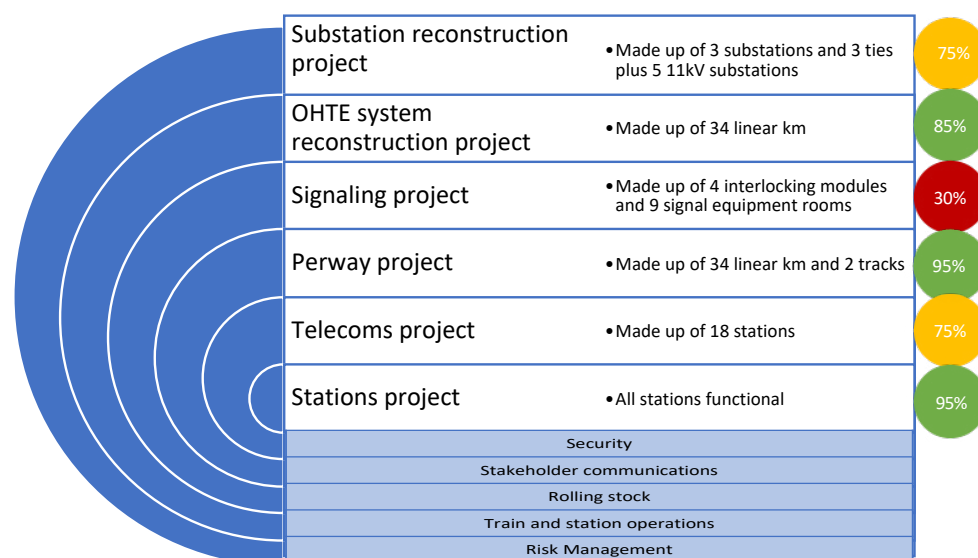 Substation reconstruction
project
•Made up of 3 substations and 3 ties
plus 5 11kV substations
75%
OHTE system
reconstruction project
•Made up of 34 linear km
85%
Signaling project
•Made up of 4 interlocking modules
and 9 signal equipment rooms
30%
Perway project
•Made up of 34 linear km and 2 tracks
95%
Telecoms project
•Made up of 18 stations
75%
Stations project
•All stations functional
95%
Security
Stakeholder communications
Rolling stock
Train and station operations
Risk Management